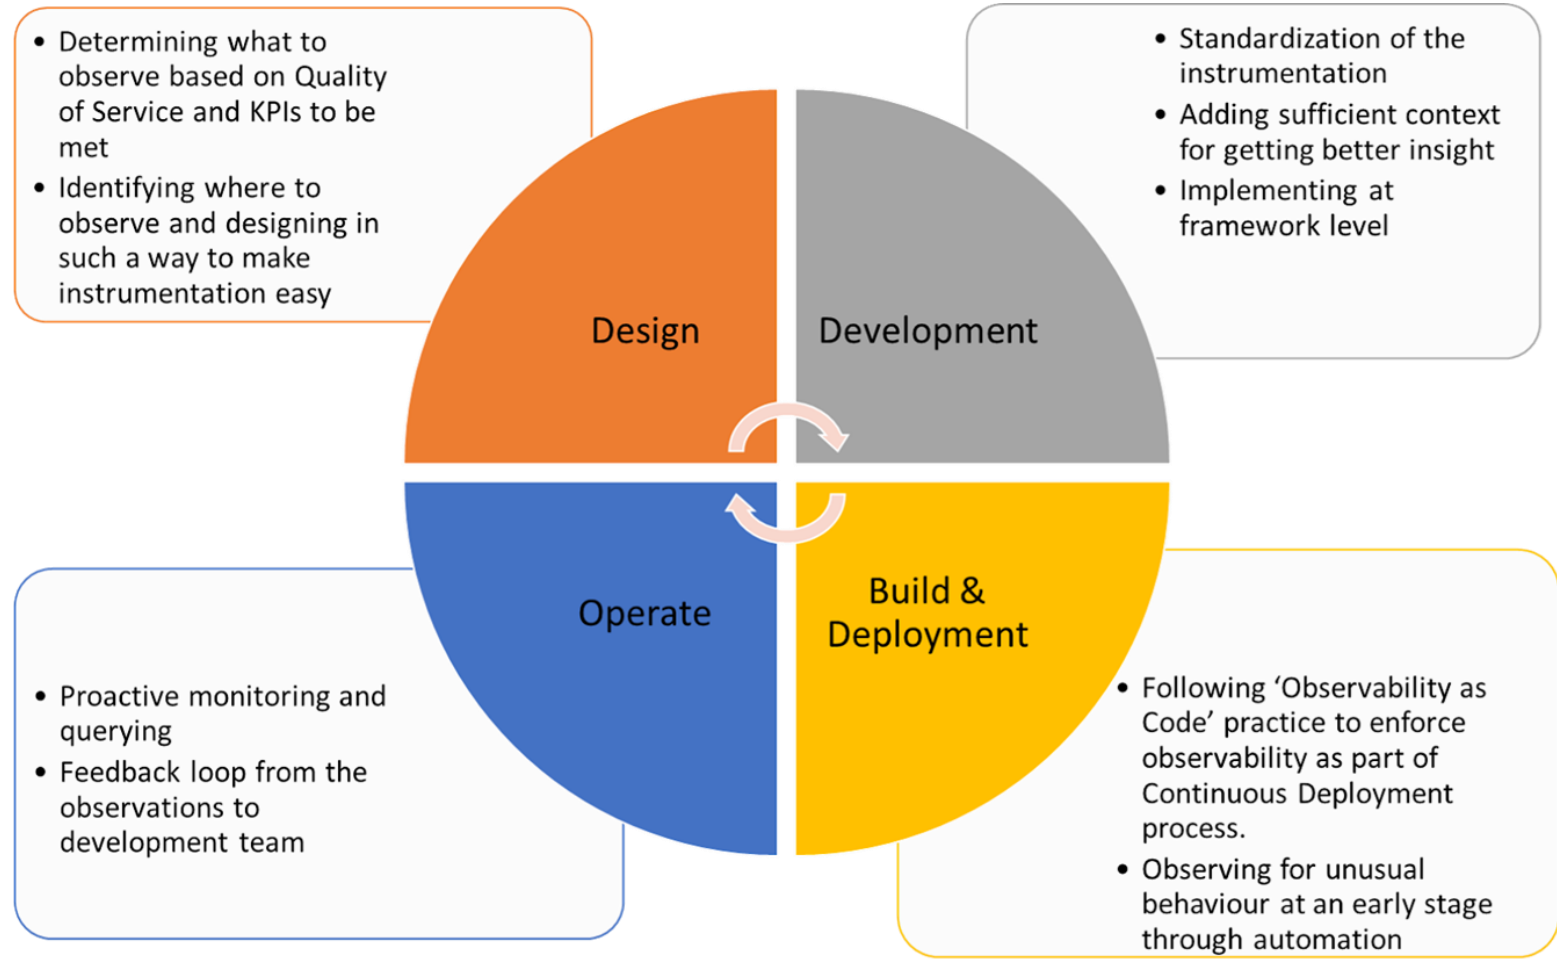 • Determining what to
observe based on Quality
of Service and KPIs to be
met
• Identifying where to
observe and designing in
such a way to make
instrumentation easy
• Standardization of the
instrumentation
• Adding sufficient context
for getting better insight
• Implementing at
framework level
Design
Development
Operate
Build &
Deployment
• Proactive monitoring and
querying
• Feedback loop from the
observations to
development team
• Following ‘Observability as
Code’ practice to enforce
observability as part of
Continuous Deployment
process.
• Observing for unusual
behaviour at an early stage
through automation